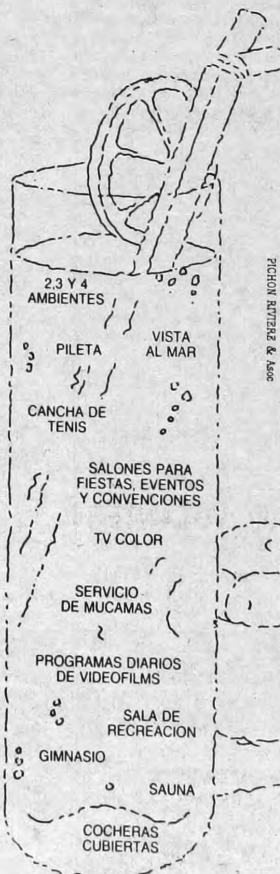 2,3 Y 4
AMBIENTES
PILETA
VISTA
AL MAR
CANCHA DE
TENIS
SALONES PARA
FIESTAS, EVENTOS
Y CONVENCIONES
TV COLOR
SERVICIO
DE MUCAMAS
PROGRAMAS DIARIOS
DE VIDEOFILMS
SALA DE
RECREACION
GIMNASIO
SAUNA
COCHERAS
CUBIERTAS
PICHON RIVIERE & Asoc